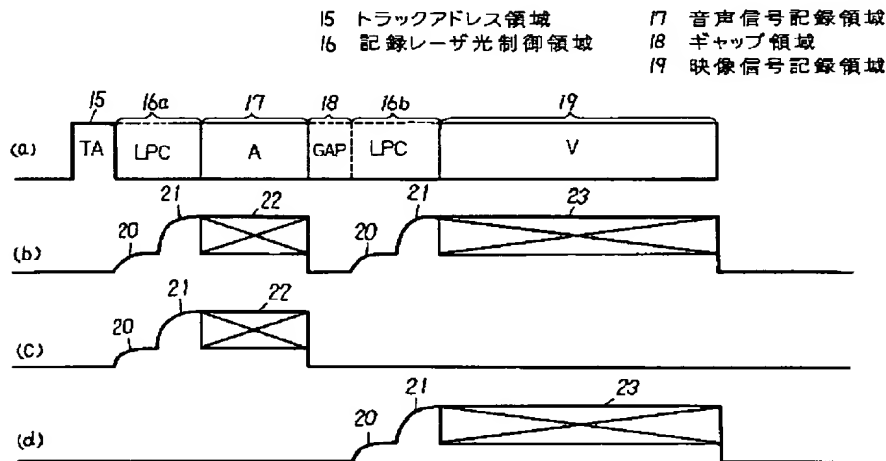 15 トラックアドレス領域
16 記録レーザ光制御領域
17 音声信号記録領域
18 ギャップ領域
19 映像信号記録領域
15 16a 17 18 16b 19
(a) TA LPC A GAP LPC V
20 21 22 20 21 23
(b)
20 21 22
(c)
20 21 23
(d)